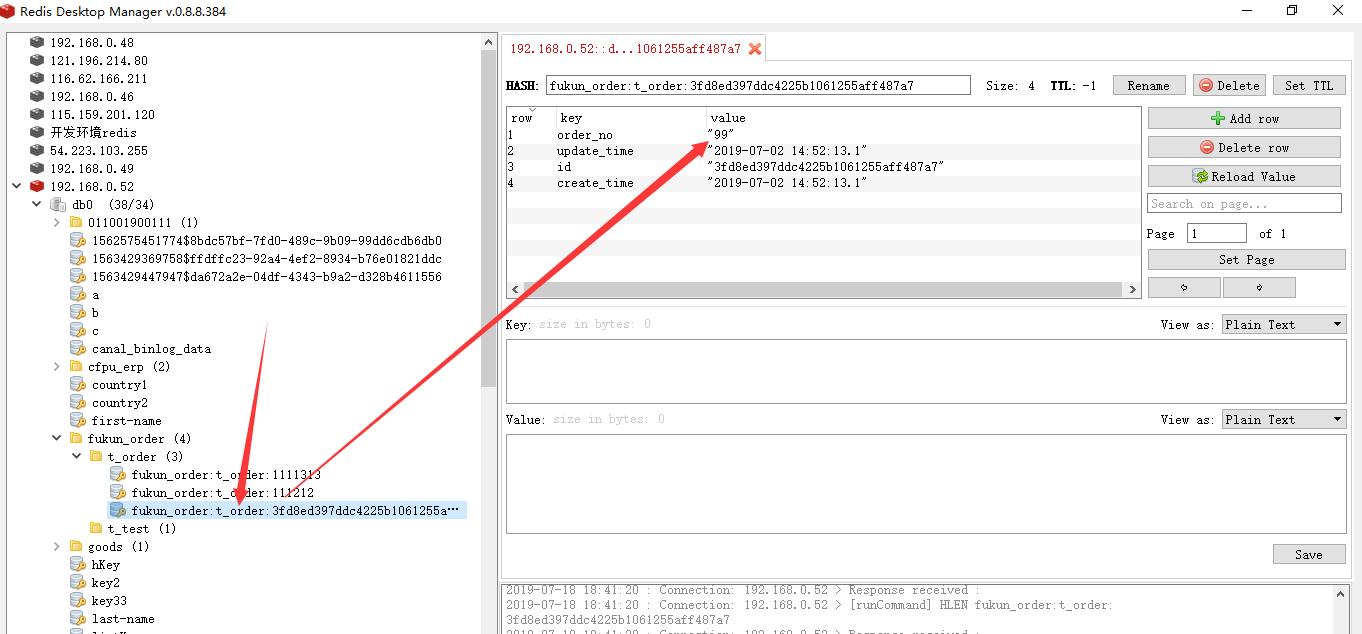 Redis Desktop Manager v.0.8.8.384
192.168.0.48
121.196.214.80
116.62.166.211
192.168.0.46
115.159.201.120
开发环境redis
54.223.103.255
192.168.0.49
192.168.0.52
db0 (38/34)
011001900111 (1)
1562575451774$8bdc57bf-7fd0-489c-9b09-99dd6cdb6db0
1563429369758$ffdffc23-92a4-4ef2-8934-b76e01821ddc
1563429447947$da672a2e-04df-4343-b9a2-d328b4611556
a
b
c
canal_binlog_data
cfpu_erp (2)
country1
country2
first-name
fukun_order (4)
t_order (3)
fukun_order:t_order:1111313
fukun_order:t_order:111212
fukun_order:t_order:3fd8ed397ddc4225b1061255a…
t_test (1)
goods (1)
hKey
key2
key33
last-name
192.168.0.52::d...1061255aff487a7
HASH: fukun_order:t_order:3fd8ed397ddc4225b1061255aff487a7 Size: 4 TTL: -1 Rename Delete Set TTL
row key value
1 order_no "99"
2 update_time "2019-07-02 14:52:13.1"
3 id "3fd8ed397ddc4225b1061255aff487a7"
4 create_time "2019-07-02 14:52:13.1"
Add row
Delete row
Reload Value
Search on page...
Page 1 of 1
Set Page
Key: size in bytes: 0 View as: Plain Text
Value: size in bytes: 0 View as: Plain Text
Save
2019-07-18 18:41:20 : Connection: 192.168.0.52 > Response received :
2019-07-18 18:41:20 : Connection: 192.168.0.52 > [runCommand] HLEN fukun_order:t_order:
3fd8ed397ddc4225b1061255aff487a7